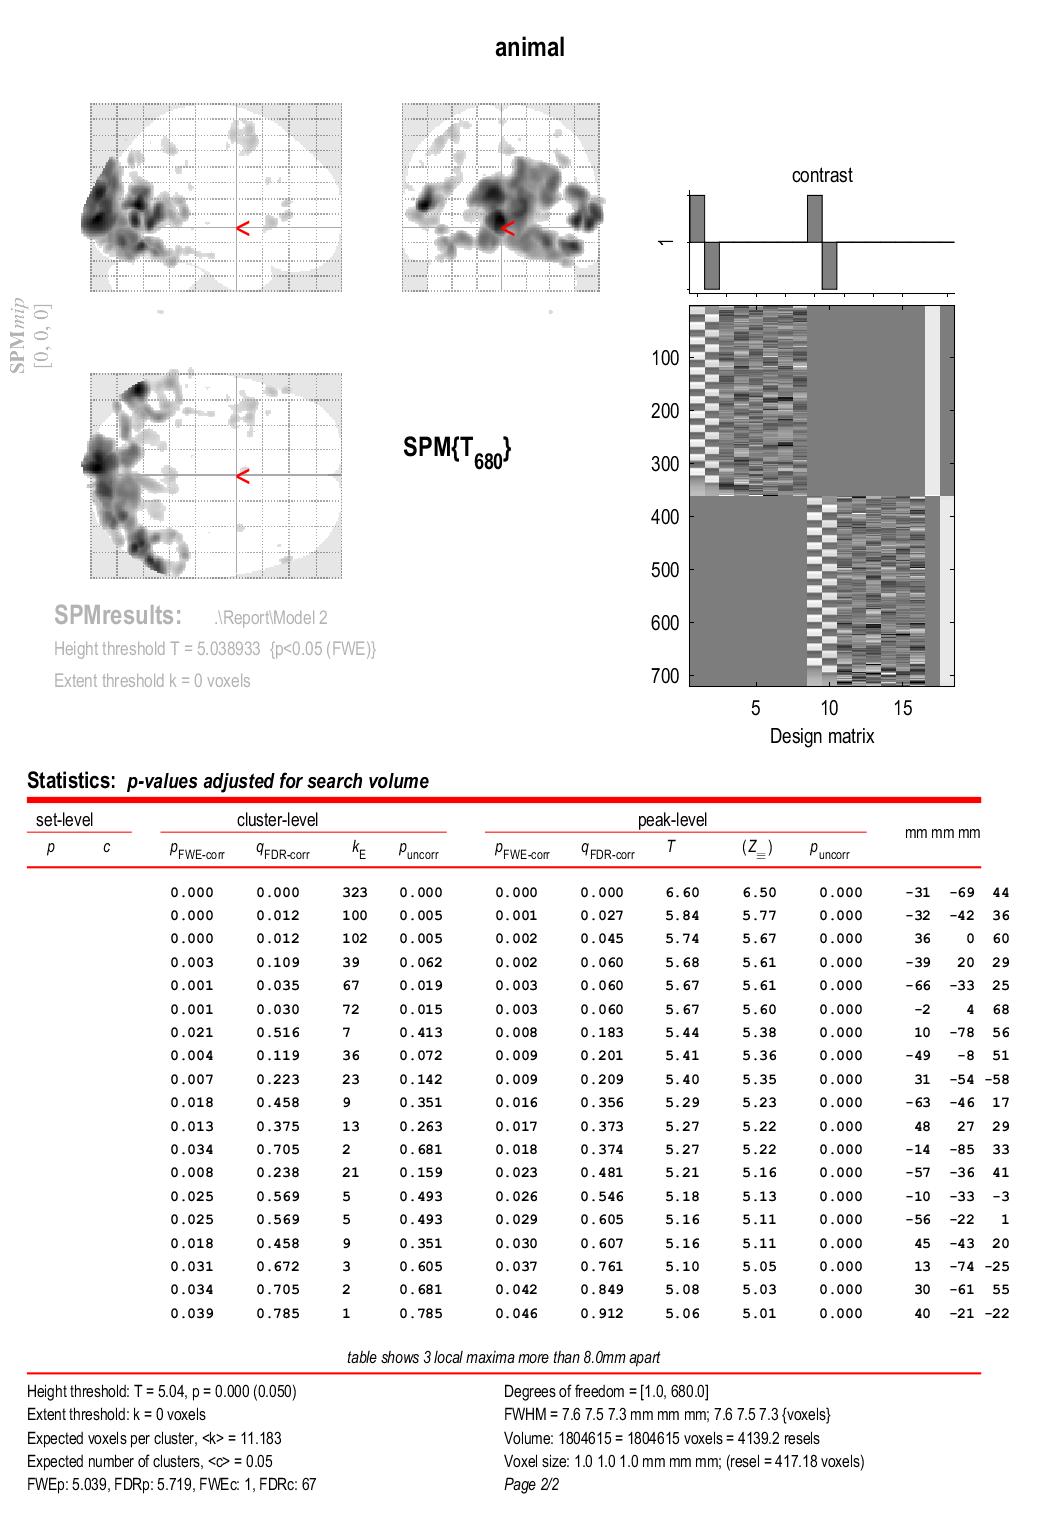 animal
contrast
1
SPMmip
[0, 0, 0]
<
<
<
SPM{T680}
100
200
300
400
500
600
700
5 10 15
Design matrix
SPMresults: .\Report\Model 2
Height threshold T = 5.038933 {p<0.05 (FWE)}
Extent threshold k = 0 voxels
Statistics: p-values adjusted for search volume
set-level cluster-level peak-level mm mm mm
p c pFWE-corr qFDR-corr kE puncorr pFWE-corr qFDR-corr T (Z≡) puncorr
0.000 0.000 323 0.000 0.000 0.000 6.60 6.50 0.000 -31 -69 44
0.000 0.012 100 0.005 0.001 0.027 5.84 5.77 0.000 -32 -42 36
0.000 0.012 102 0.005 0.002 0.045 5.74 5.67 0.000 36 0 60
0.003 0.109 39 0.062 0.002 0.060 5.68 5.61 0.000 -39 20 29
0.001 0.035 67 0.019 0.003 0.060 5.67 5.61 0.000 -66 -33 25
0.001 0.030 72 0.015 0.003 0.060 5.67 5.60 0.000 -2 4 68
0.021 0.516 7 0.413 0.008 0.183 5.44 5.38 0.000 10 -78 56
0.004 0.119 36 0.072 0.009 0.201 5.41 5.36 0.000 -49 -8 51
0.007 0.223 23 0.142 0.009 0.209 5.40 5.35 0.000 31 -54 -58
0.018 0.458 9 0.351 0.016 0.356 5.29 5.23 0.000 -63 -46 17
0.013 0.375 13 0.263 0.017 0.373 5.27 5.22 0.000 48 27 29
0.034 0.705 2 0.681 0.018 0.374 5.27 5.22 0.000 -14 -85 33
0.008 0.238 21 0.159 0.023 0.481 5.21 5.16 0.000 -57 -36 41
0.025 0.569 5 0.493 0.026 0.546 5.18 5.13 0.000 -10 -33 -3
0.025 0.569 5 0.493 0.029 0.605 5.16 5.11 0.000 -56 -22 1
0.018 0.458 9 0.351 0.030 0.607 5.16 5.11 0.000 45 -43 20
0.031 0.672 3 0.605 0.037 0.761 5.10 5.05 0.000 13 -74 -25
0.034 0.705 2 0.681 0.042 0.849 5.08 5.03 0.000 30 -61 55
0.039 0.785 1 0.785 0.046 0.912 5.06 5.01 0.000 40 -21 -22
table shows 3 local maxima more than 8.0mm apart
Height threshold: T = 5.04, p = 0.000 (0.050)
Extent threshold: k = 0 voxels
Expected voxels per cluster, <k> = 11.183
Expected number of clusters, <c> = 0.05
FWEp: 5.039, FDRp: 5.719, FWEc: 1, FDRc: 67
Degrees of freedom = [1.0, 680.0]
FWHM = 7.6 7.5 7.3 mm mm mm; 7.6 7.5 7.3 {voxels}
Volume: 1804615 = 1804615 voxels = 4139.2 resels
Voxel size: 1.0 1.0 1.0 mm mm mm; (resel = 417.18 voxels)
Page 2/2